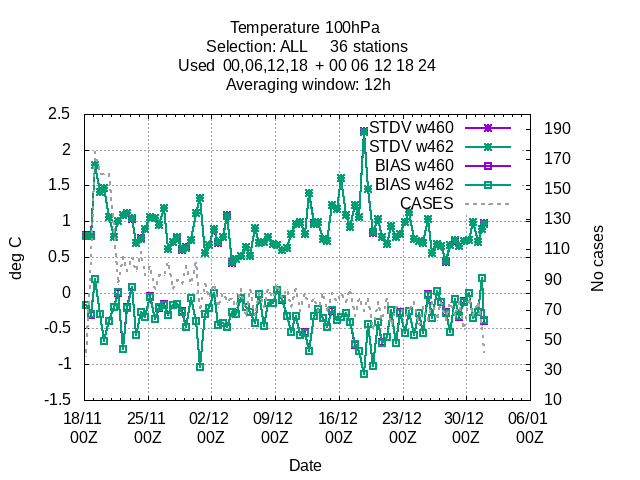 Temperature 100hPa
Selection: ALL     36 stations
Used  00,06,12,18  + 00 06 12 18 24
Averaging window: 12h
STDV w460
STDV w462
BIAS w460
BIAS w462
CASES
2.5
2
1.5
1
0.5
0
-0.5
-1
-1.5
deg C
190
170
150
130
110
90
70
50
30
10
No cases
18/11 25/11 02/12 09/12 16/12 23/12 30/12 06/01
00Z 00Z 00Z 00Z 00Z 00Z 00Z 00Z
Date